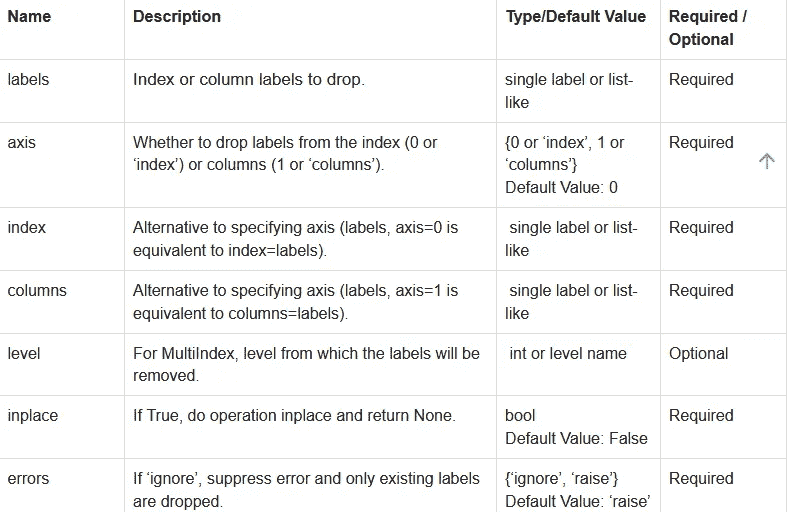 Name Description Type/Default Value Required /
Optional
labels Index or column labels to drop. single label or list- Required
like
axis Whether to drop labels from the index (0 or {0 or ‘index’, 1 or Required
‘index’) or columns (1 or ‘columns’). ‘columns’}
Default Value: 0
index Alternative to specifying axis (labels, axis=0 is single label or list- Required
equivalent to index=labels). like
columns Alternative to specifying axis (labels, axis=1 is single label or list- Required
equivalent to columns=labels). like
level For MultiIndex, level from which the labels will be int or level name Optional
removed.
inplace If True, do operation inplace and return None. bool Required
Default Value: False
errors If ‘ignore’, suppress error and only existing labels {‘ignore’, ‘raise’} Required
are dropped. Default Value: ‘raise’